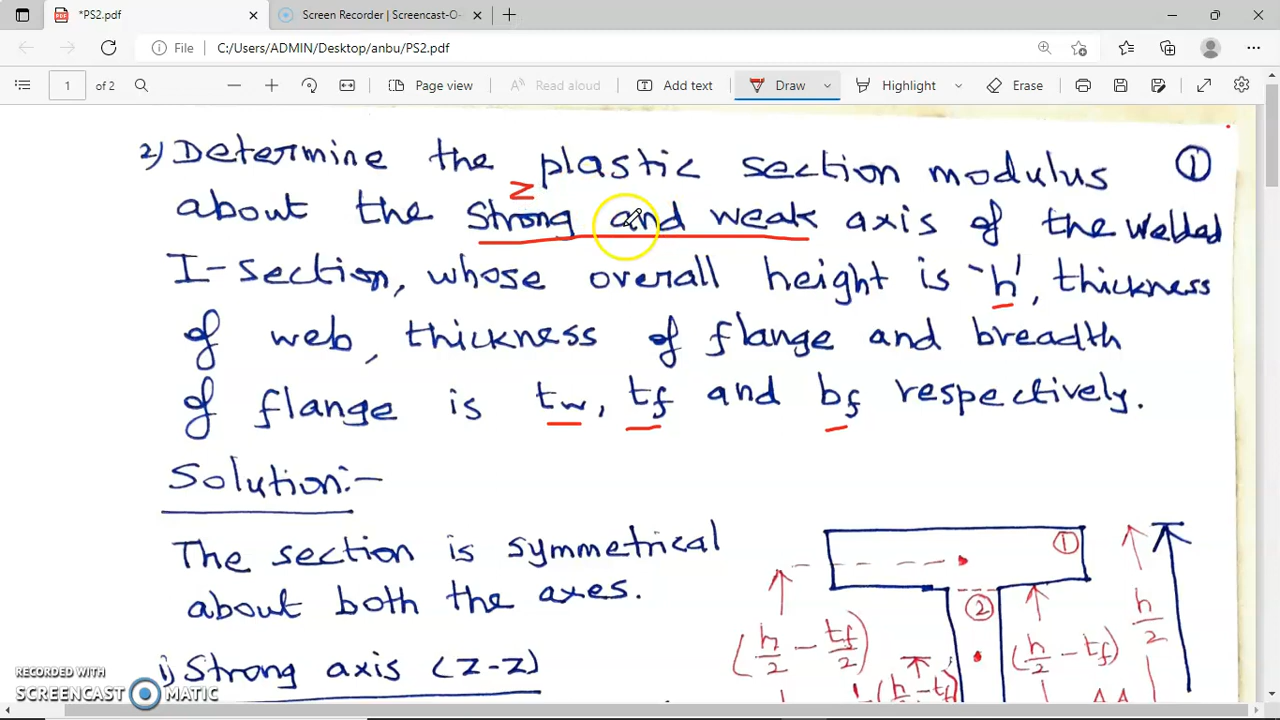 *PS2.pdf
Screen Recorder | Screencast-O-
File
C:/Users/ADMIN/Desktop/anbu/PS2.pdf
1 of 2
Page view
Read aloud
Add text
Draw
Highlight
Erase
2) Determine the plastic section modulus ①
z
about the strong and weak axis of the welded
I-section, whose overall height is 'h', thickness
of web, thickness of flange and breadth
of flange is tw, tf and bf respectively.
Solution:-
The section is symmetrical
about both the axes.
i) Strong axis (z-z)
①
②
(h/2 - tf/2)
(h/2 - tf)
h/2
RECORDED WITH
SCREENCAST MATIC